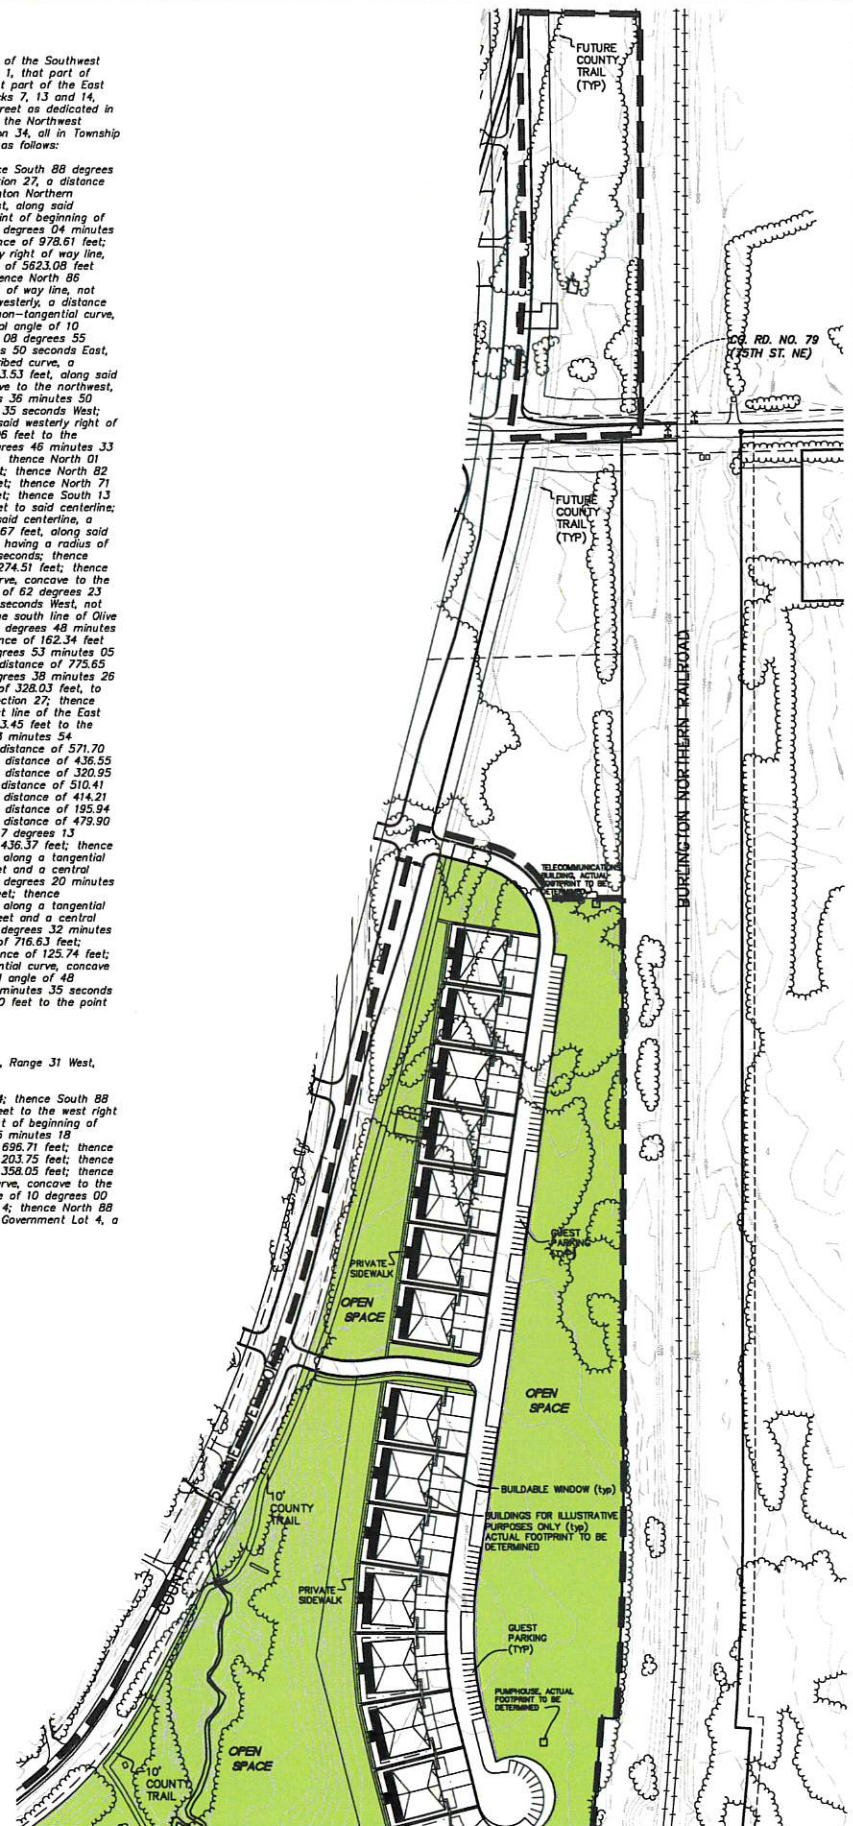 of the Southwest
1, that part of
t part of the East
ks 7, 13 and 14,
reet as dedicated in
the Northwest
on 34, all in Township
as follows:
ce South 88 degrees
tion 27, a distance
nton Northern
st, along said
int of beginning of
degrees 04 minutes
nce of 978.61 feet;
y right of way line,
of 5623.08 feet
ence North 86
of way line, not
westerly, a distance
non-tangential curve,
al angle of 10
08 degrees 55
s 50 seconds East,
ribed curve, a
3.53 feet, along said
ve to the northwest,
s 36 minutes 50
35 seconds West;
said westerly right of
96 feet to the
grees 46 minutes 33
thence North 01
t; thence North 82
et; thence North 71
et; thence South 13
et to said centerline;
said centerline, a
67 feet, along said
having a radius of
seconds; thence
274.51 feet; thence
rve, concave to the
of 62 degrees 23
seconds West, not
he south line of Olive
degrees 48 minutes
nce of 162.34 feet
grees 53 minutes 05
distance of 775.65
grees 38 minutes 26
of 328.03 feet, to
ection 27; thence
st line of the East
3.45 feet to the
minutes 54
distance of 571.70
distance of 436.55
distance of 320.95
distance of 510.41
distance of 414.21
distance of 195.94
distance of 479.90
7 degrees 13
436.37 feet; thence
along a tangential
et and a central
degrees 20 minutes
eet; thence
along a tangential
eet and a central
degrees 32 minutes
of 716.63 feet;
ance of 125.74 feet;
ntial curve, concave
l angle of 48
minutes 35 seconds
0 feet to the point
, Range 31 West,
4; thence South 88
eet to the west right
t of beginning of
5 minutes 18
696.71 feet; thence
203.75 feet; thence
358.05 feet; thence
rve, concave to the
e of 10 degrees 00
4; thence North 88
Government Lot 4, a
FUTURE
COUNTY
TRAIL
(TYP)
CO. RD. NO. 79
(75TH ST. NE)
FUTURE
COUNTY
TRAIL
(TYP)
BURLINGTON NORTHERN RAILROAD
TELECOMMUNICATIONS
BUILDING, ACTUAL
FOOTPRINT TO BE
DETERMINED
GUEST
PARKING
(TYP)
PRIVATE
SIDEWALK
OPEN
SPACE
OPEN
SPACE
BUILDABLE WINDOW (typ)
BUILDINGS FOR ILLUSTRATIVE
PURPOSES ONLY (typ)
ACTUAL FOOTPRINT TO BE
DETERMINED
10'
COUNTY
TRAIL
COUNTY ROAD
RIVER ROAD
PRIVATE
SIDEWALK
GUEST
PARKING
(TYP)
PUMPHOUSE, ACTUAL
FOOTPRINT TO BE
DETERMINED
OPEN
SPACE
10'
COUNTY
TRAIL